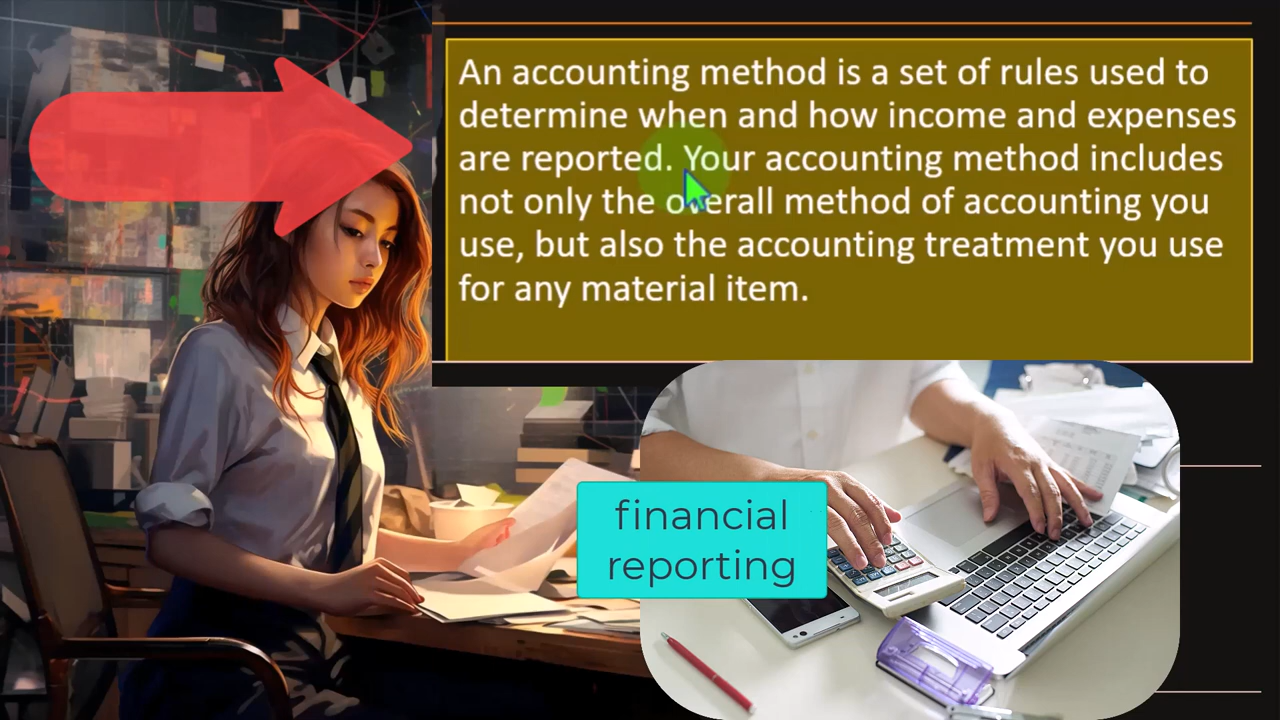 An accounting method is a set of rules used to
determine when and how income and expenses
are reported. Your accounting method includes
not only the overall method of accounting you
use, but also the accounting treatment you use
for any material item.
financial
reporting